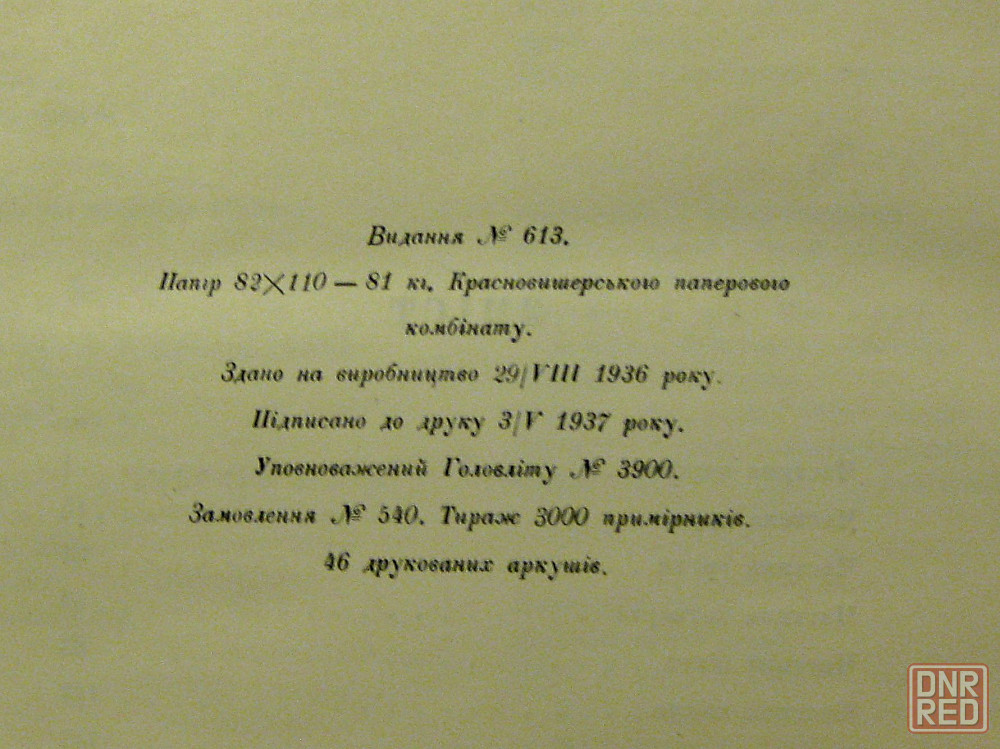 Видання № 613.
Папір 82×110 — 81 кг. Красновишерського паперового
комбінату.
Здано на виробництво 29/VIII 1936 року.
Підписано до друку 3/V 1937 року.
Уповноважений Головліту № 3900.
Замовлення № 540. Тираж 3000 примірників.
46 друкованих аркушів.
DNR
RED